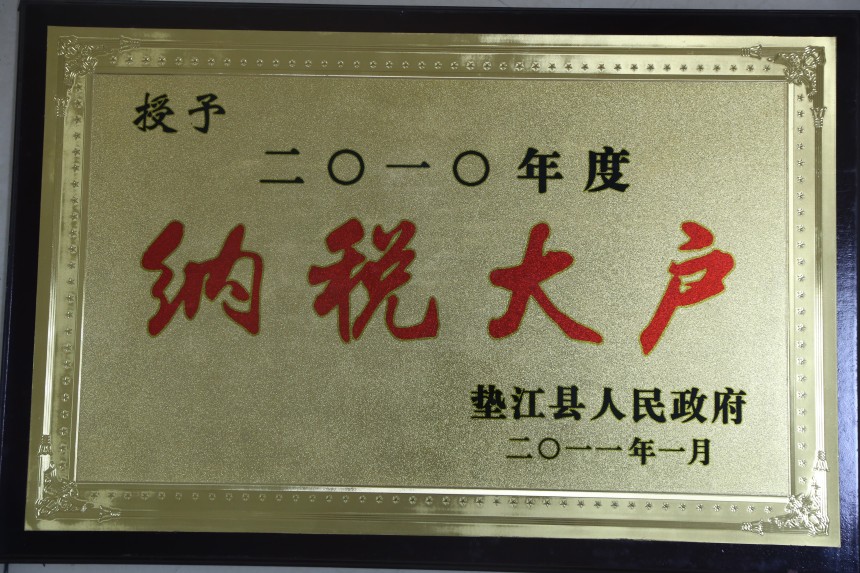 授予
二〇一〇年度
纳税大户
垫江县人民政府
二〇一一年一月